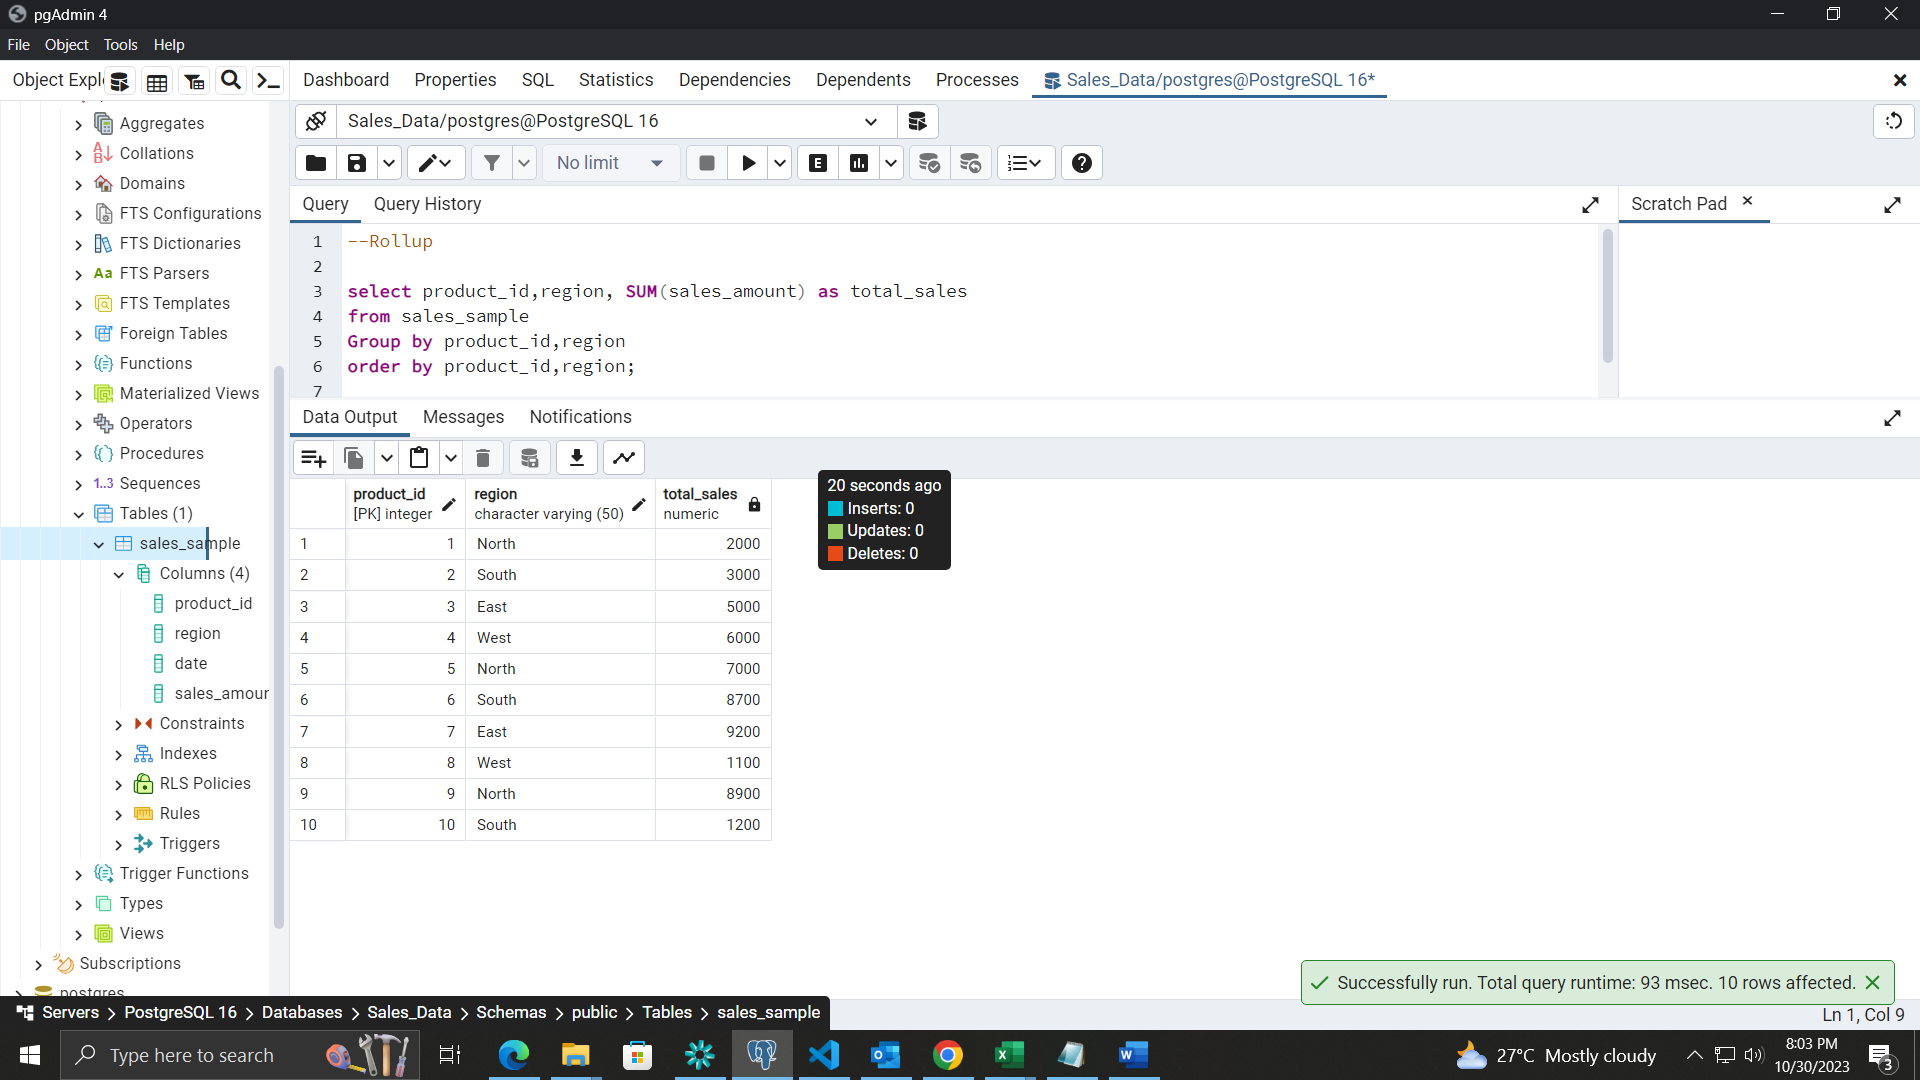 pgAdmin 4
File Object Tools Help
Object Expl
Dashboard Properties SQL Statistics Dependencies Dependents Processes Sales_Data/postgres@PostgreSQL 16*
Sales_Data/postgres@PostgreSQL 16
No limit
E
Query Query History
Scratch Pad
1 --Rollup
2
3 select product_id,region, SUM(sales_amount) as total_sales
4 from sales_sample
5 Group by product_id,region
6 order by product_id,region;
7
Data Output Messages Notifications
product_id region total_sales
[PK] integer character varying (50) numeric
1 1 North 2000
2 2 South 3000
3 3 East 5000
4 4 West 6000
5 5 North 7000
6 6 South 8700
7 7 East 9200
8 8 West 1100
9 9 North 8900
10 10 South 1200
20 seconds ago
Inserts: 0
Updates: 0
Deletes: 0
Aggregates
Collations
Domains
FTS Configurations
FTS Dictionaries
Aa FTS Parsers
FTS Templates
Foreign Tables
Functions
Materialized Views
Operators
Procedures
1..3 Sequences
Tables (1)
sales_sample
Columns (4)
product_id
region
date
sales_amour
Constraints
Indexes
RLS Policies
Rules
Triggers
Trigger Functions
Types
Views
Subscriptions
postgres
Successfully run. Total query runtime: 93 msec. 10 rows affected.
Servers PostgreSQL 16 Databases Sales_Data Schemas public Tables sales_sample
Ln 1, Col 9
Type here to search
27°C Mostly cloudy
8:03 PM
10/30/2023
3